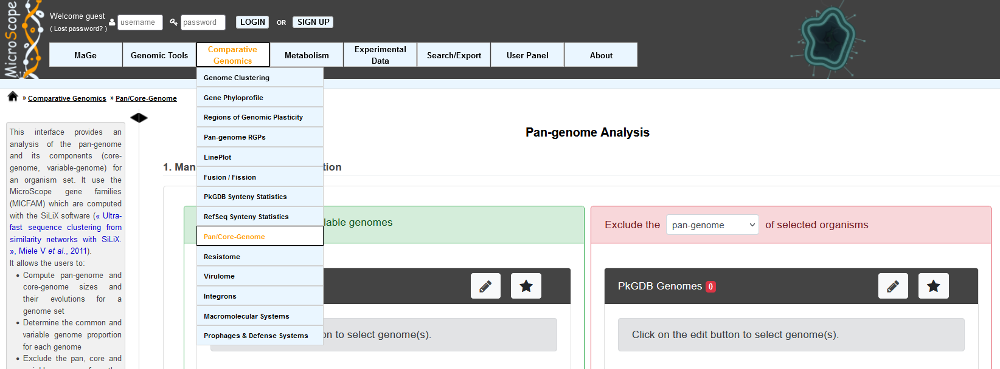 MicroScope
Welcome guest
( Lost password? )
username
password
LOGIN
OR
SIGN UP
MaGe
Genomic Tools
Comparative
Genomics
Metabolism
Experimental
Data
Search/Export
User Panel
About
Genome Clustering
Gene Phyloprofile
Regions of Genomic Plasticity
Pan-genome RGPs
LinePlot
Fusion / Fission
PkGDB Synteny Statistics
RefSeq Synteny Statistics
Pan/Core-Genome
Resistome
Virulome
Integrons
Macromolecular Systems
Prophages & Defense Systems
» Comparative Genomics » Pan/Core-Genome
This interface provides an
analysis of the pan-genome
and its components (core-
genome, variable-genome) for
an organism set. It use the
MicroScope gene families
(MICFAM) which are computed
with the SiLiX software (« Ultra-
fast sequence clustering from
similarity networks with SiLiX.
», Miele V et al., 2011).
It allows the users to:
• Compute pan-genome and
core-genome sizes and
their evolutions for a
genome set
• Determine the common and
variable genome proportion
for each genome
• Exclude the pan, core and
Pan-genome Analysis
1. Man tion
lable genomes
on to select genome(s).
Exclude the pan-genome of selected organisms
PkGDB Genomes 0
Click on the edit button to select genome(s).